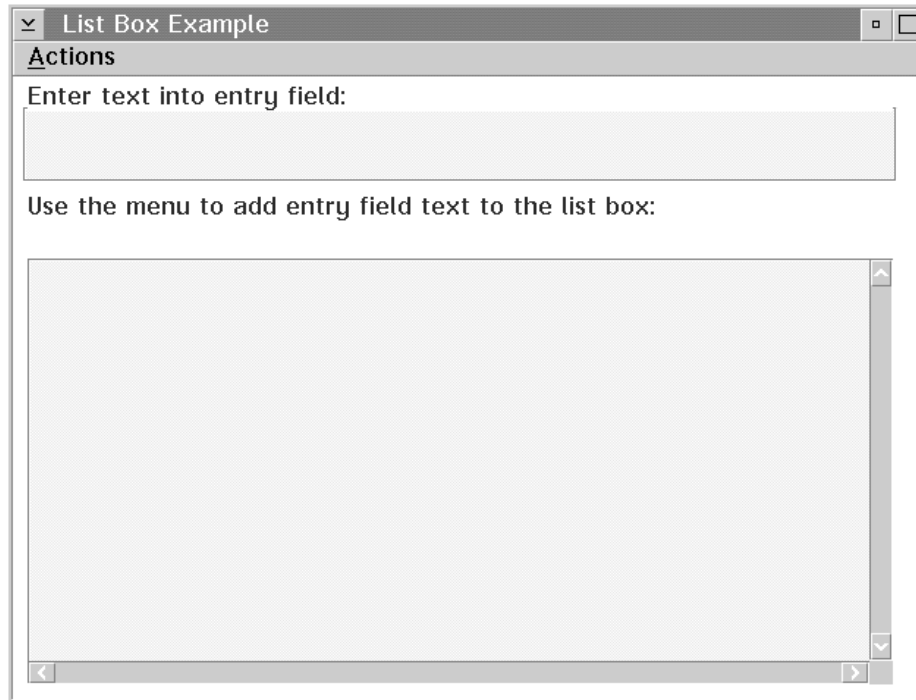 List Box Example
Actions
Enter text into entry field:
Use the menu to add entry field text to the list box: